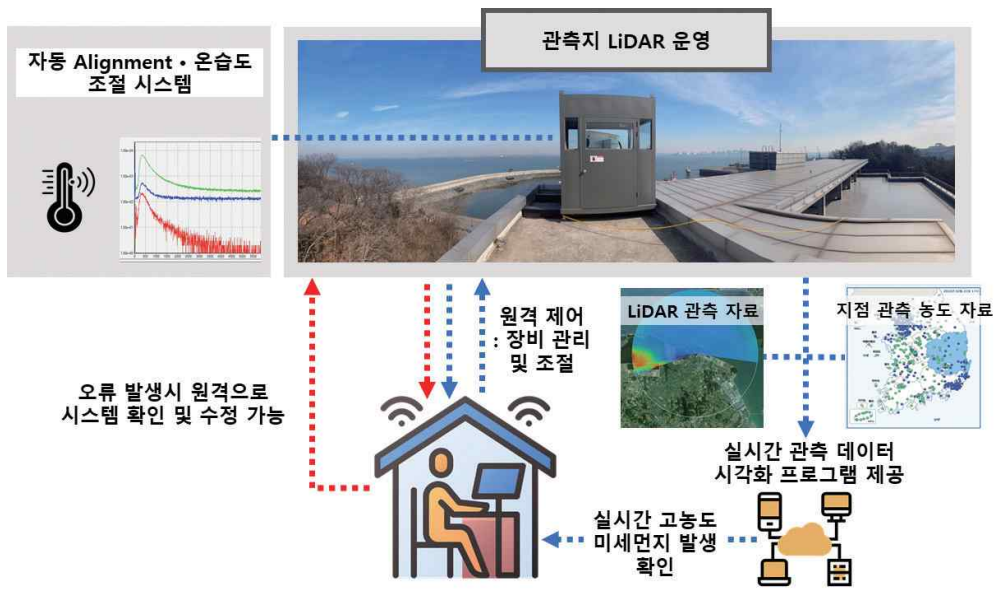 관측지 LiDAR 운영
자동 Alignment • 온습도
조절 시스템
원격 제어
: 장비 관리
및 조절
LiDAR 관측 자료
지점 관측 농도 자료
오류 발생시 원격으로
시스템 확인 및 수정 가능
실시간 관측 데이터
시각화 프로그램 제공
실시간 고농도
미세먼지 발생
확인